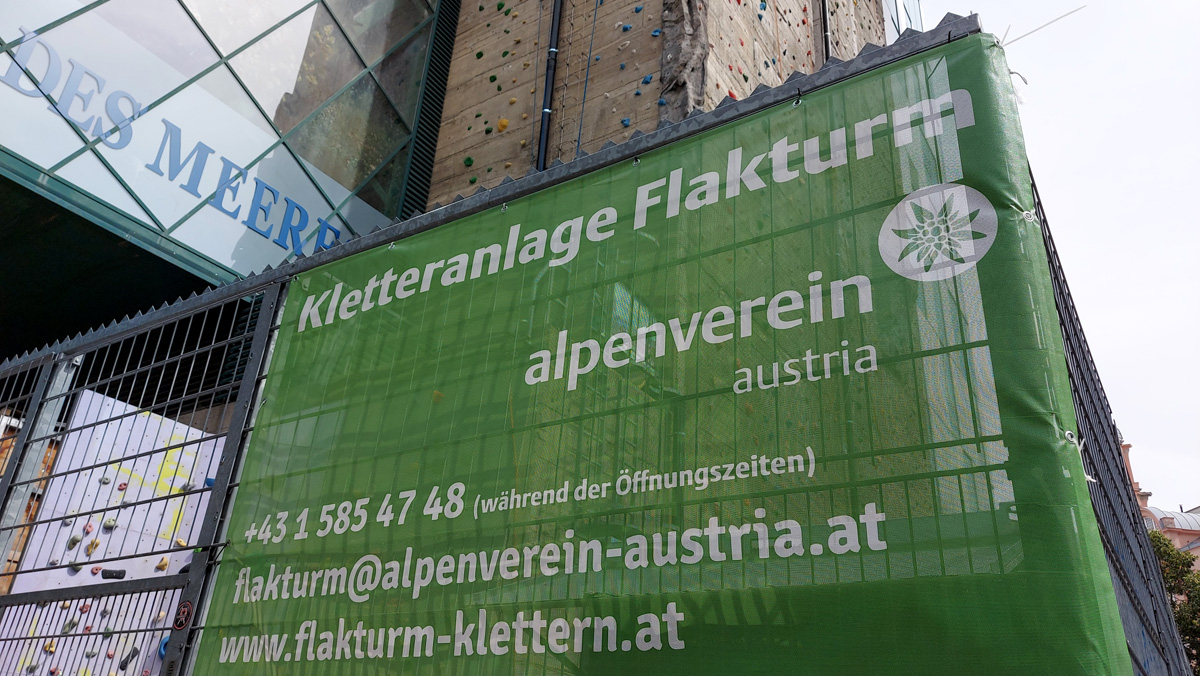 DES MEERE
Kletteranlage Flakturm
alpenverein
austria
+43 1 585 47 48 (während der Öffnungszeiten)
flakturm@alpenverein-austria.at
www.flakturm-klettern.at